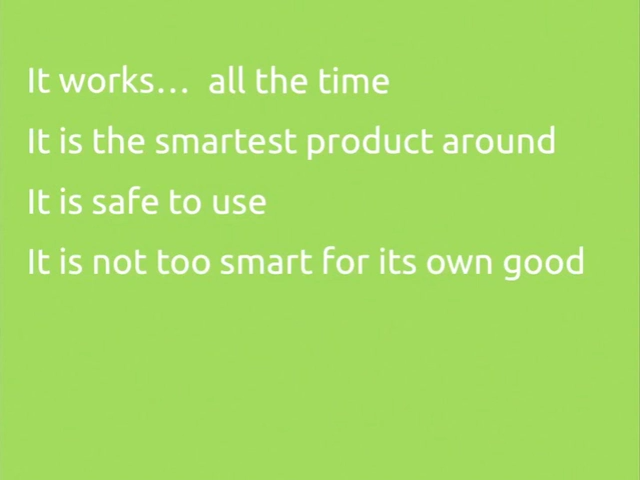 It works... all the time
It is the smartest product around
It is safe to use
It is not too smart for its own good